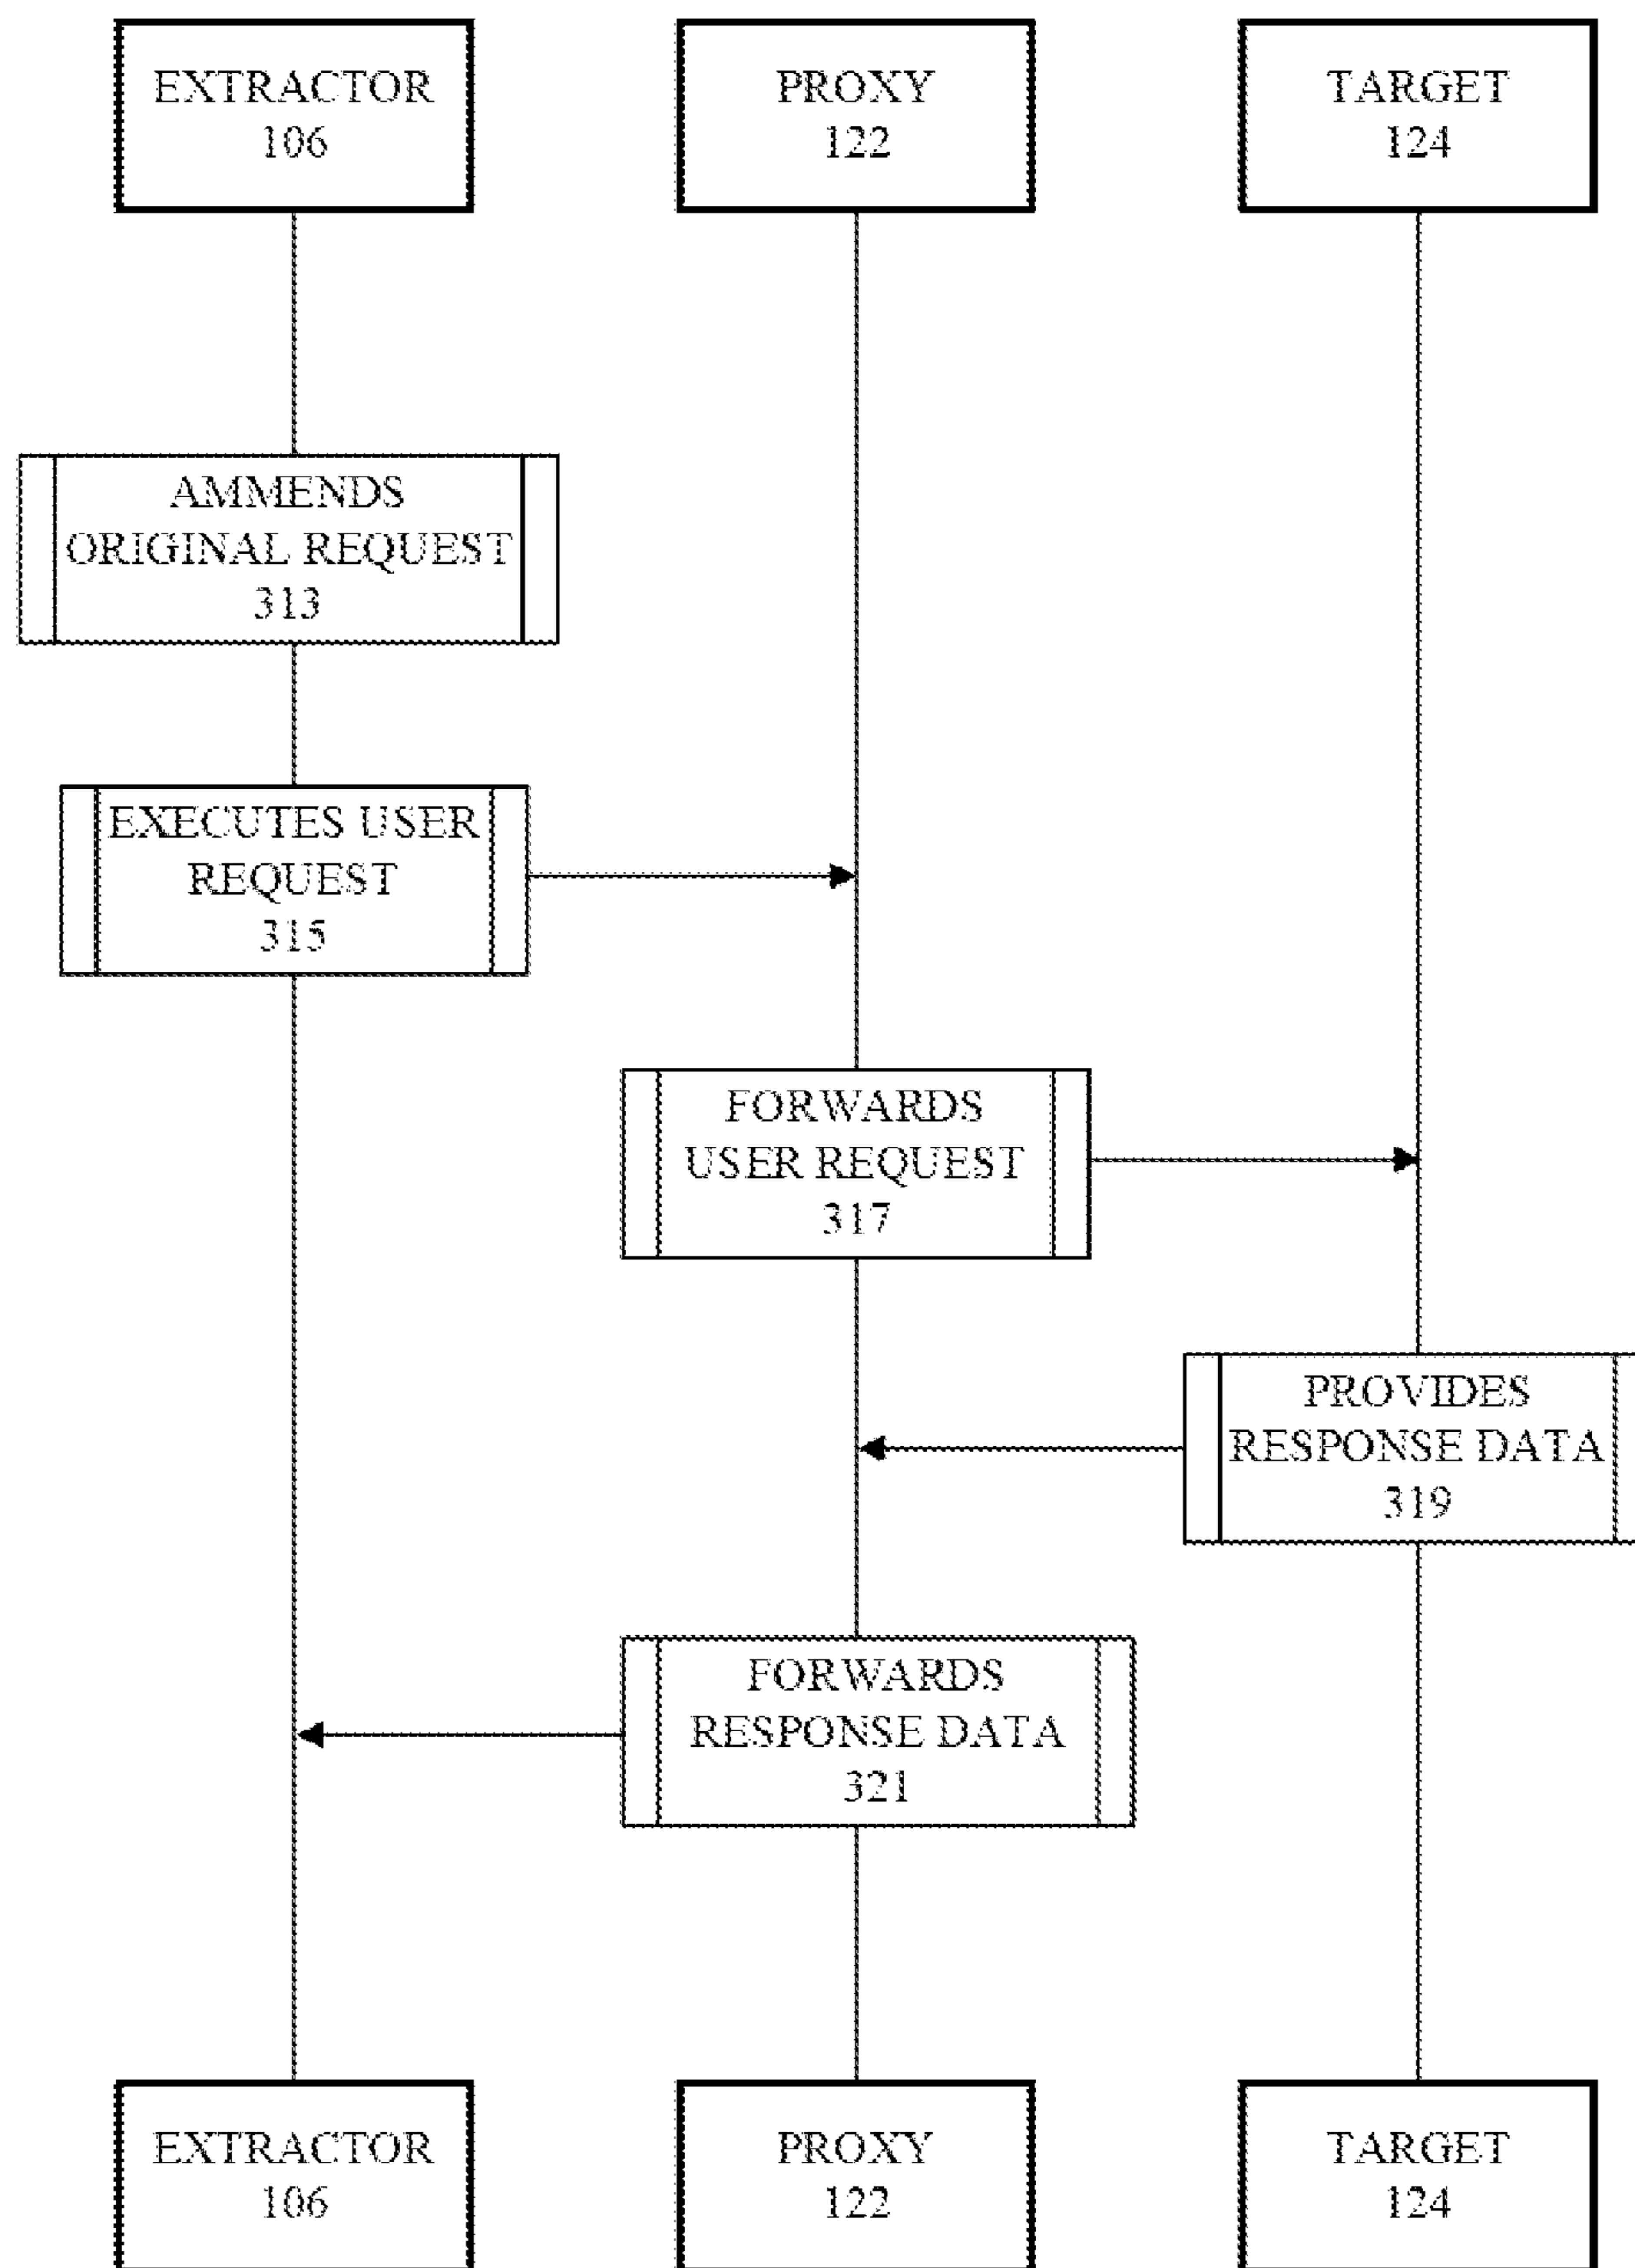 EXTRACTOR
106
PROXY
122
TARGET
124
AMMENDS
ORIGINAL REQUEST
313
EXECUTES USER
REQUEST
315
FORWARDS
USER REQUEST
317
PROVIDES
RESPONSE DATA
319
FORWARDS
RESPONSE DATA
321
EXTRACTOR
106
PROXY
122
TARGET
124